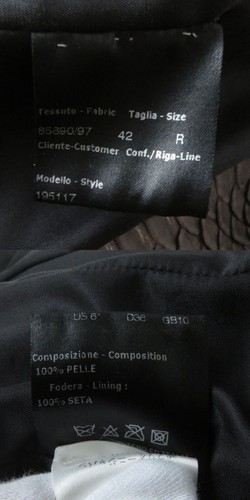 Tessuto - Fabric   Taglia - Size
85890/97   42   R
Cliente-Customer   Conf./Riga-Line
Modello - Style
195117
US 6   D36   GB10
Composizione - Composition
100% PELLE
Fodera - Lining :
100% SETA